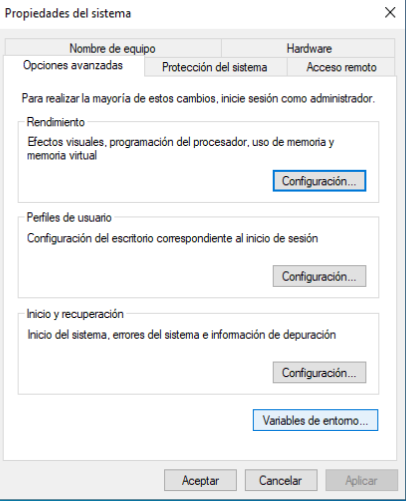 Propiedades del sistema
Nombre de equipo
Hardware
Opciones avanzadas
Protección del sistema
Acceso remoto
Para realizar la mayoría de estos cambios, inicie sesión como administrador.
Rendimiento
Efectos visuales, programación del procesador, uso de memoria y
memoria virtual
Configuración...
Perfiles de usuario
Configuración del escritorio correspondiente al inicio de sesión
Configuración...
Inicio y recuperación
Inicio del sistema, errores del sistema e información de depuración
Configuración...
Variables de entorno...
Aceptar
Cancelar
Aplicar